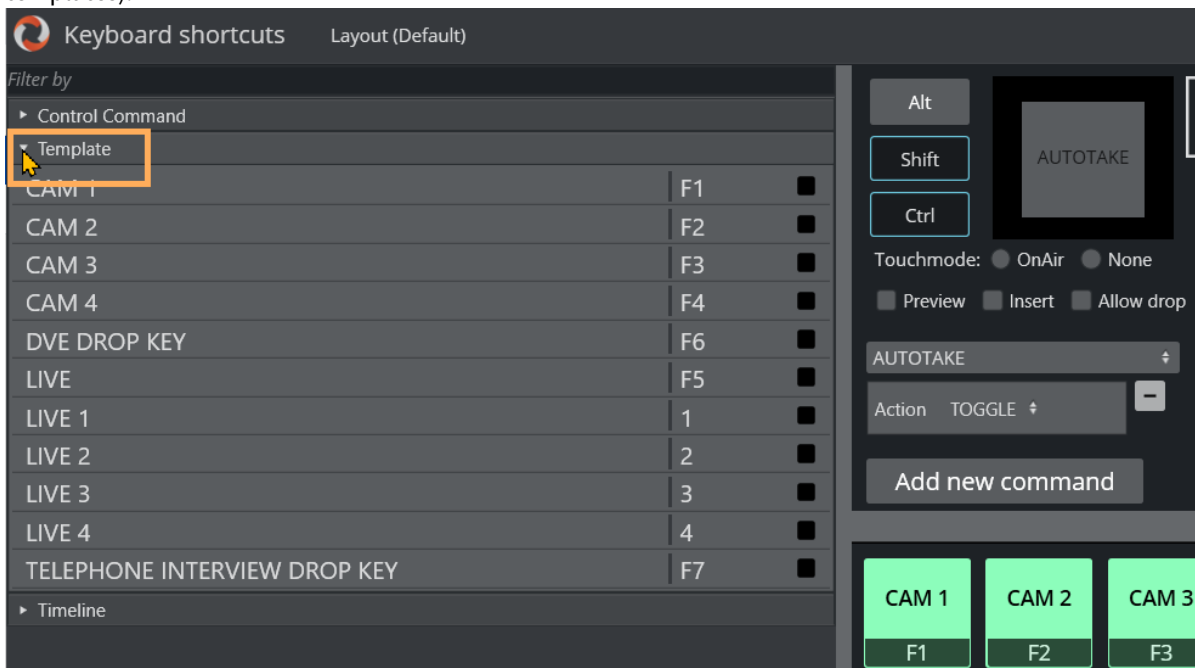 Keyboard shortcuts Layout (Default)
Filter by
Control Command
Template
CAM 1 F1
CAM 2 F2
CAM 3 F3
CAM 4 F4
DVE DROP KEY F6
LIVE F5
LIVE 1 1
LIVE 2 2
LIVE 3 3
LIVE 4 4
TELEPHONE INTERVIEW DROP KEY F7
Timeline
Alt
Shift
Ctrl
AUTOTAKE
Touchmode: OnAir None
Preview Insert Allow drop
AUTOTAKE
Action TOGGLE
Add new command
CAM 1 CAM 2 CAM 3
F1 F2 F3